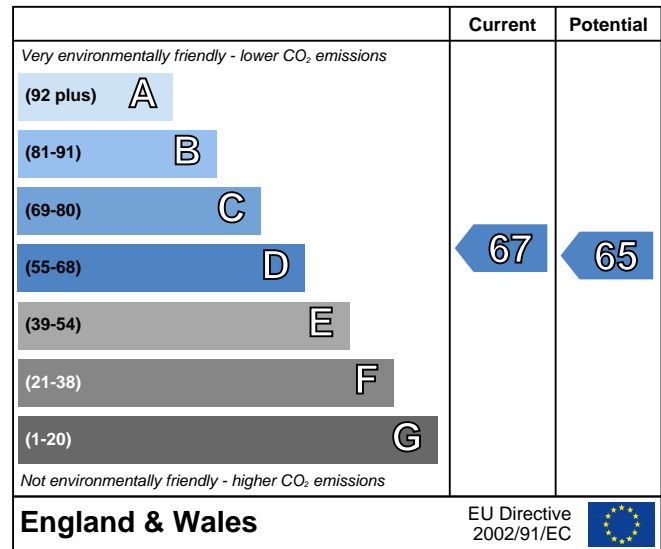 Current Potential
Very environmentally friendly - lower CO₂ emissions
(92 plus) A
(81-91) B
(69-80) C
(55-68) D
(39-54) E
(21-38) F
(1-20) G
67 65
Not environmentally friendly - higher CO₂ emissions
England & Wales
EU Directive
2002/91/EC